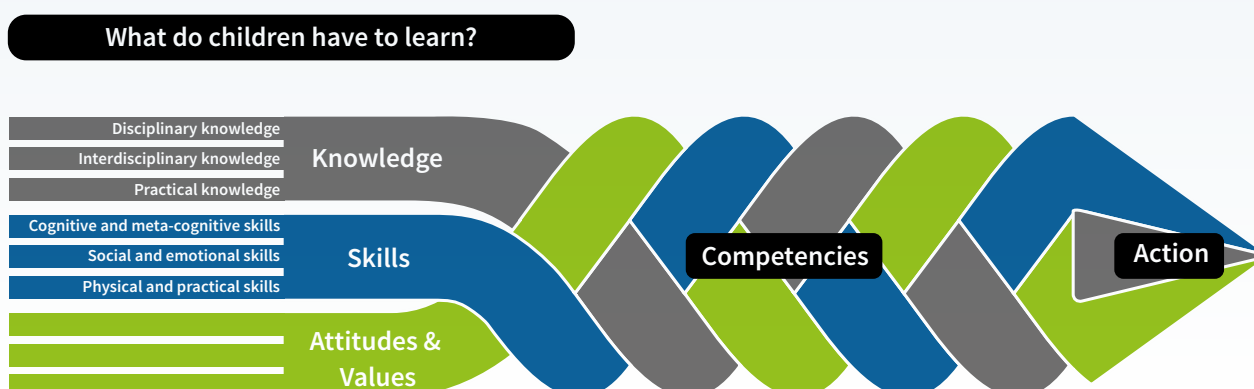 What do children have to learn?
Disciplinary knowledge
Interdisciplinary knowledge
Practical knowledge
Knowledge
Cognitive and meta-cognitive skills
Social and emotional skills
Physical and practical skills
Skills
Attitudes &
Values
Competencies
Action